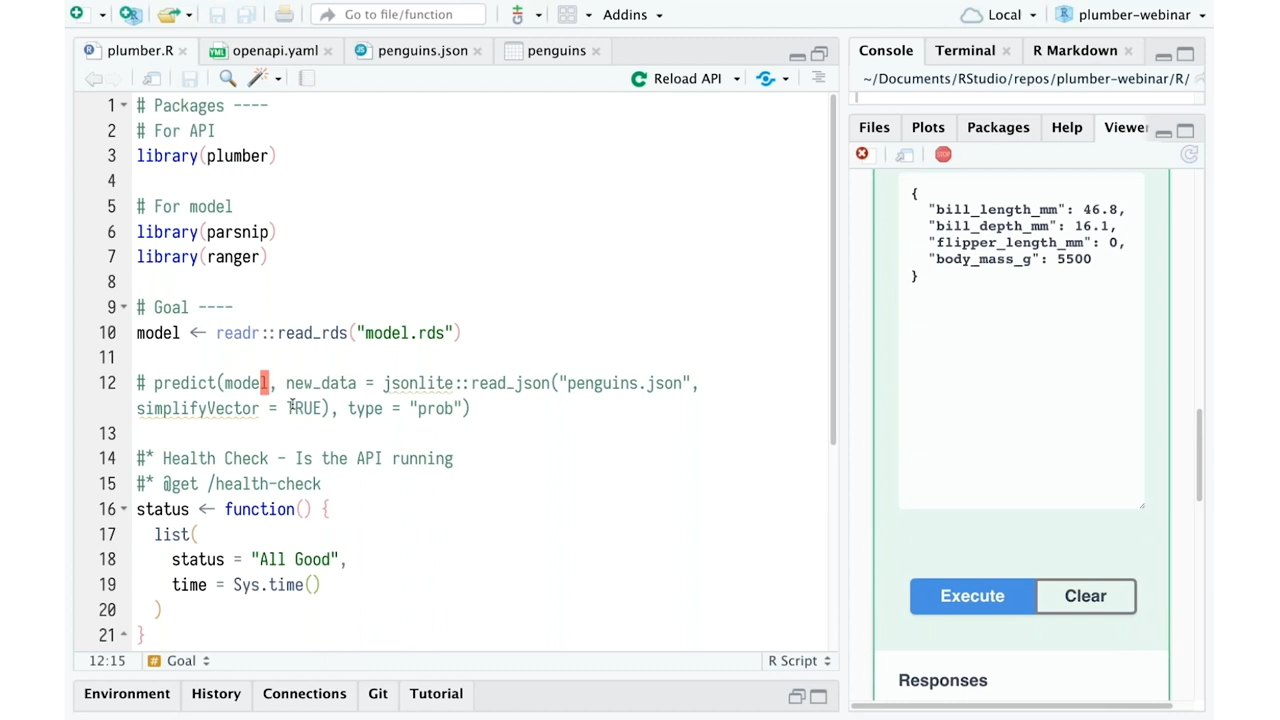 Go to file/function
Addins
Local
plumber-webinar
plumber.R
openapi.yaml
penguins.json
penguins
Reload API
1 # Packages ----
2 # For API
3 library(plumber)
4
5 # For model
6 library(parsnip)
7 library(ranger)
8
9 # Goal ----
10 model ← readr::read_rds("model.rds")
11
12 # predict(model, new_data = jsonlite::read_json("penguins.json",
simplifyVector = TRUE), type = "prob")
13
14 #* Health Check - Is the API running
15 #* @get /health-check
16 status ← function() {
17 list(
18 status = "All Good",
19 time = Sys.time()
20 )
21 }
12:15 # Goal R Script
Environment History Connections Git Tutorial
Console Terminal R Markdown
~/Documents/RStudio/repos/plumber-webinar/R/
Files Plots Packages Help Viewer
STOP
{
"bill_length_mm": 46.8,
"bill_depth_mm": 16.1,
"flipper_length_mm": 0,
"body_mass_g": 5500
}
Execute Clear
Responses